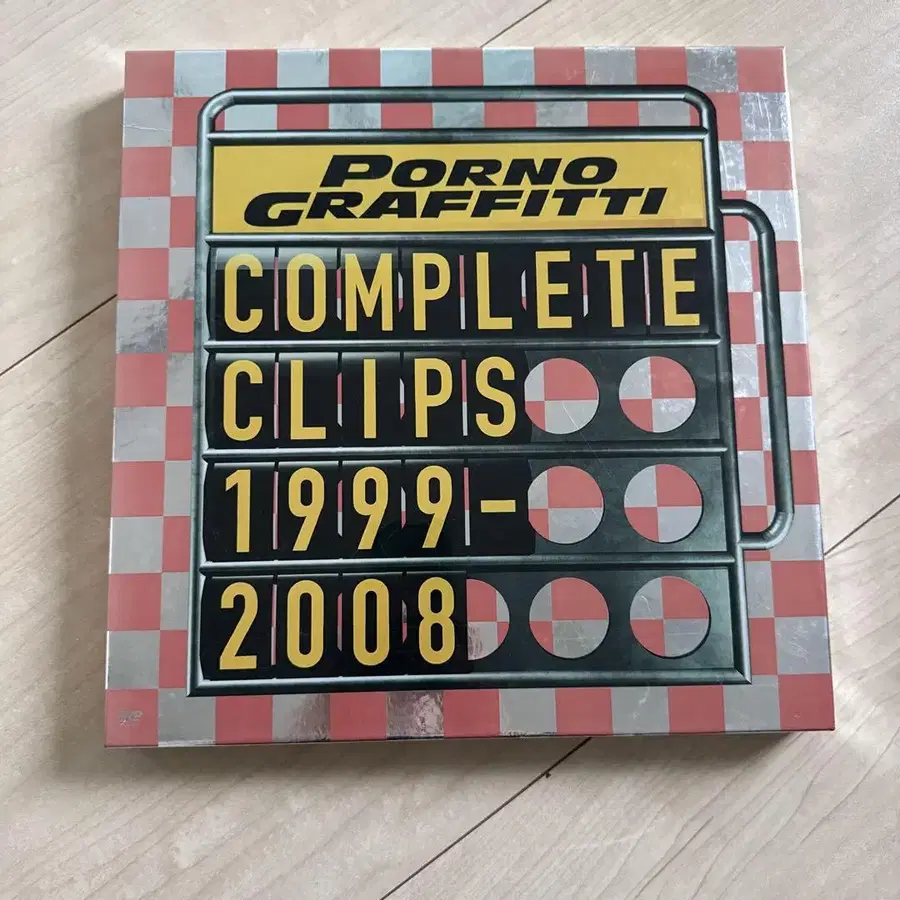 PORNO
GRAFFITTI
COMPLETE
CLIPS
1999-
2008